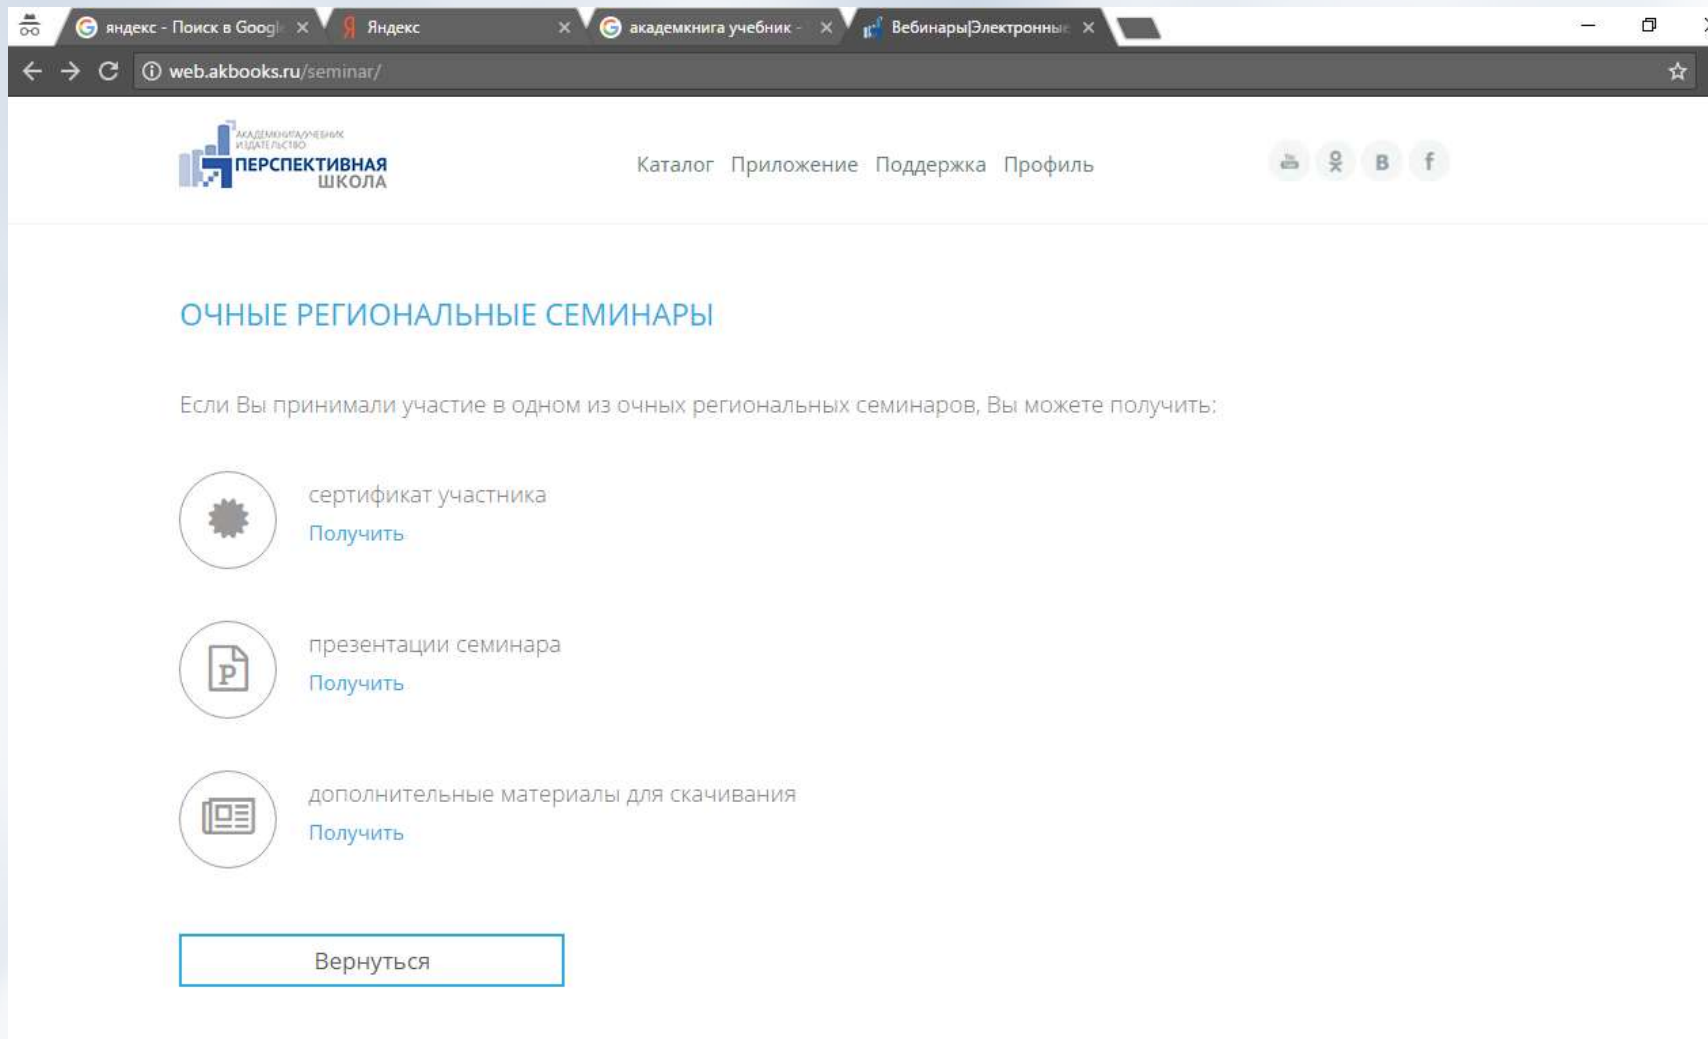 яндекс - Поиск в Googl
Яндекс
академкнига учебник -
Вебинары|Электронные
web.akbooks.ru/seminar/
АКАДЕМКНИГА/УЧЕБНИК
ИЗДАТЕЛЬСТВО
ПЕРСПЕКТИВНАЯ
ШКОЛА
Каталог Приложение Поддержка Профиль
ОЧНЫЕ РЕГИОНАЛЬНЫЕ СЕМИНАРЫ
Если Вы принимали участие в одном из очных региональных семинаров, Вы можете получить:
сертификат участника
Получить
презентации семинара
Получить
дополнительные материалы для скачивания
Получить
Вернуться